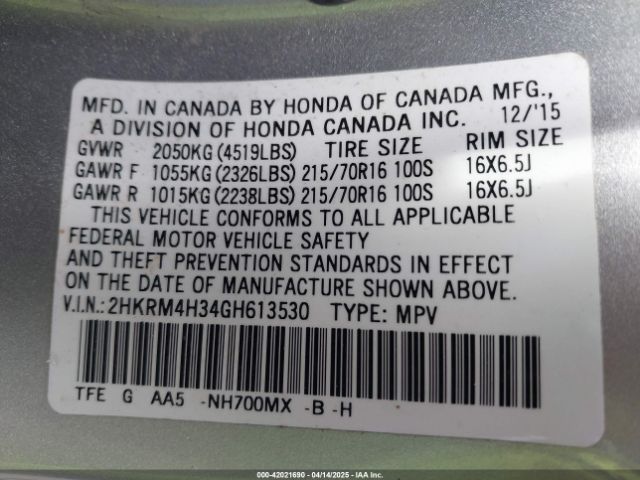 MFD. IN CANADA BY HONDA OF CANADA MFG.,
A DIVISION OF HONDA CANADA INC. 12/'15
GVWR 2050KG (4519LBS) TIRE SIZE RIM SIZE
GAWR F 1055KG (2326LBS) 215/70R16 100S 16X6.5J
GAWR R 1015KG (2238LBS) 215/70R16 100S 16X6.5J
THIS VEHICLE CONFORMS TO ALL APPLICABLE
FEDERAL MOTOR VEHICLE SAFETY
AND THEFT PREVENTION STANDARDS IN EFFECT
ON THE DATE OF MANUFACTURE SHOWN ABOVE.
V.I.N.: 2HKRM4H34GH613530 TYPE: MPV
TFE G AA5 -NH700MX -B -H
000-42021690 | 04/14/2025 | IAA Inc.